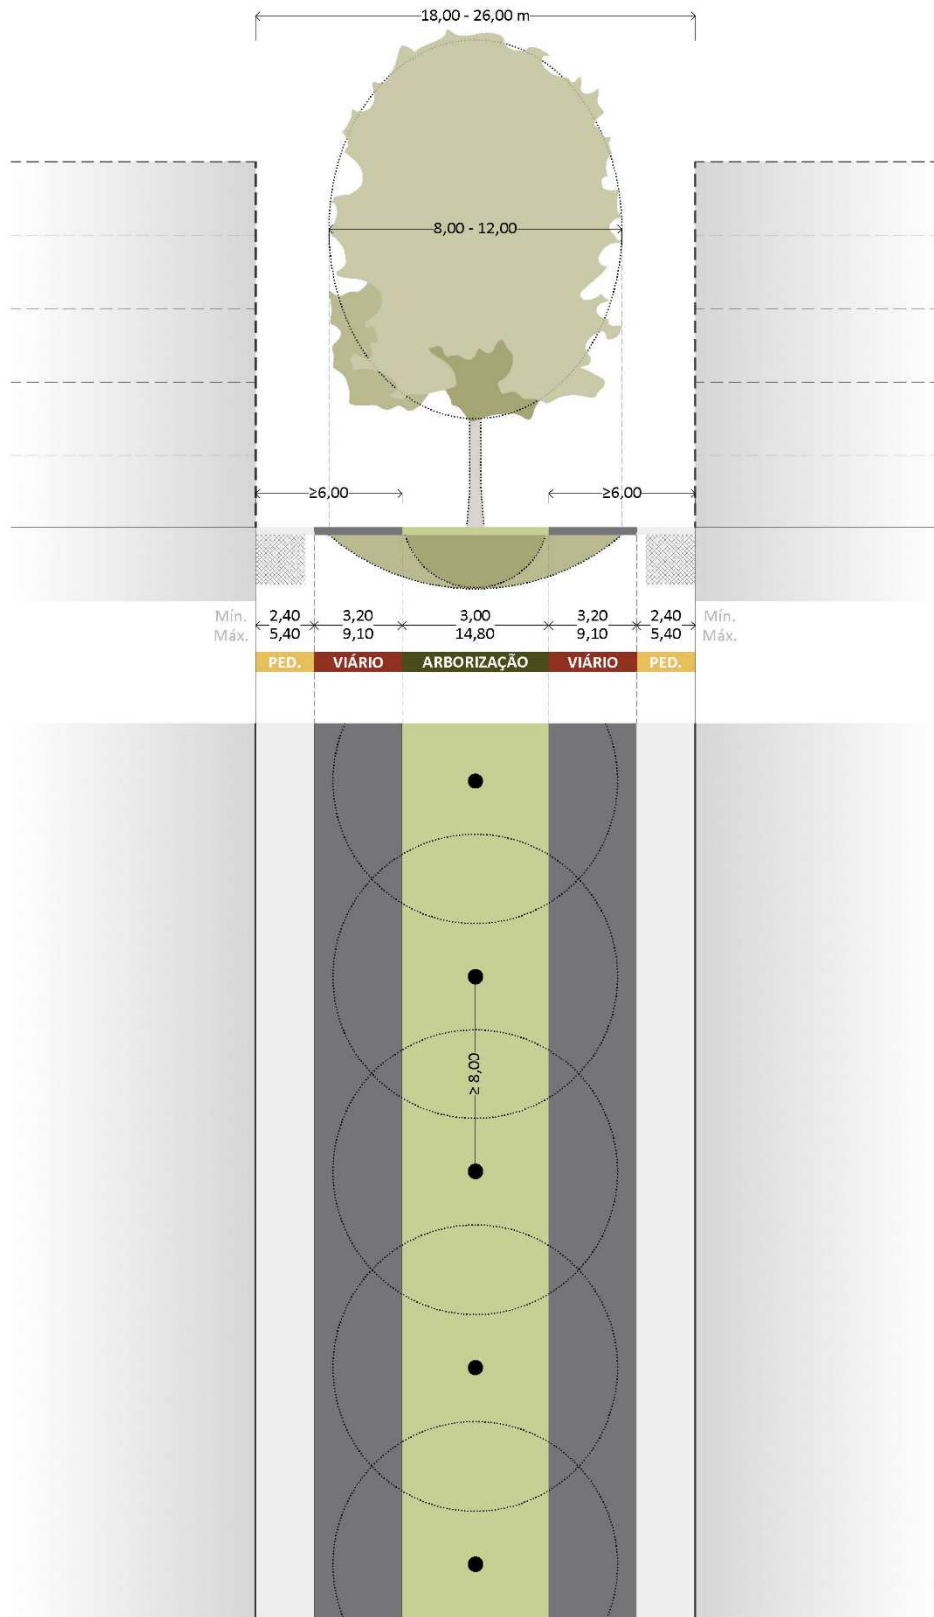 18,00 - 26,00 m
8,00 - 12,00
≥6,00 ≥6,00
Mín. 2,40 3,20 3,00 3,20 2,40 Mín.
Máx. 5,40 9,10 14,80 9,10 5,40 Máx.
PED. VIÁRIO ARBORIZAÇÃO VIÁRIO PED.
≥ 8,00